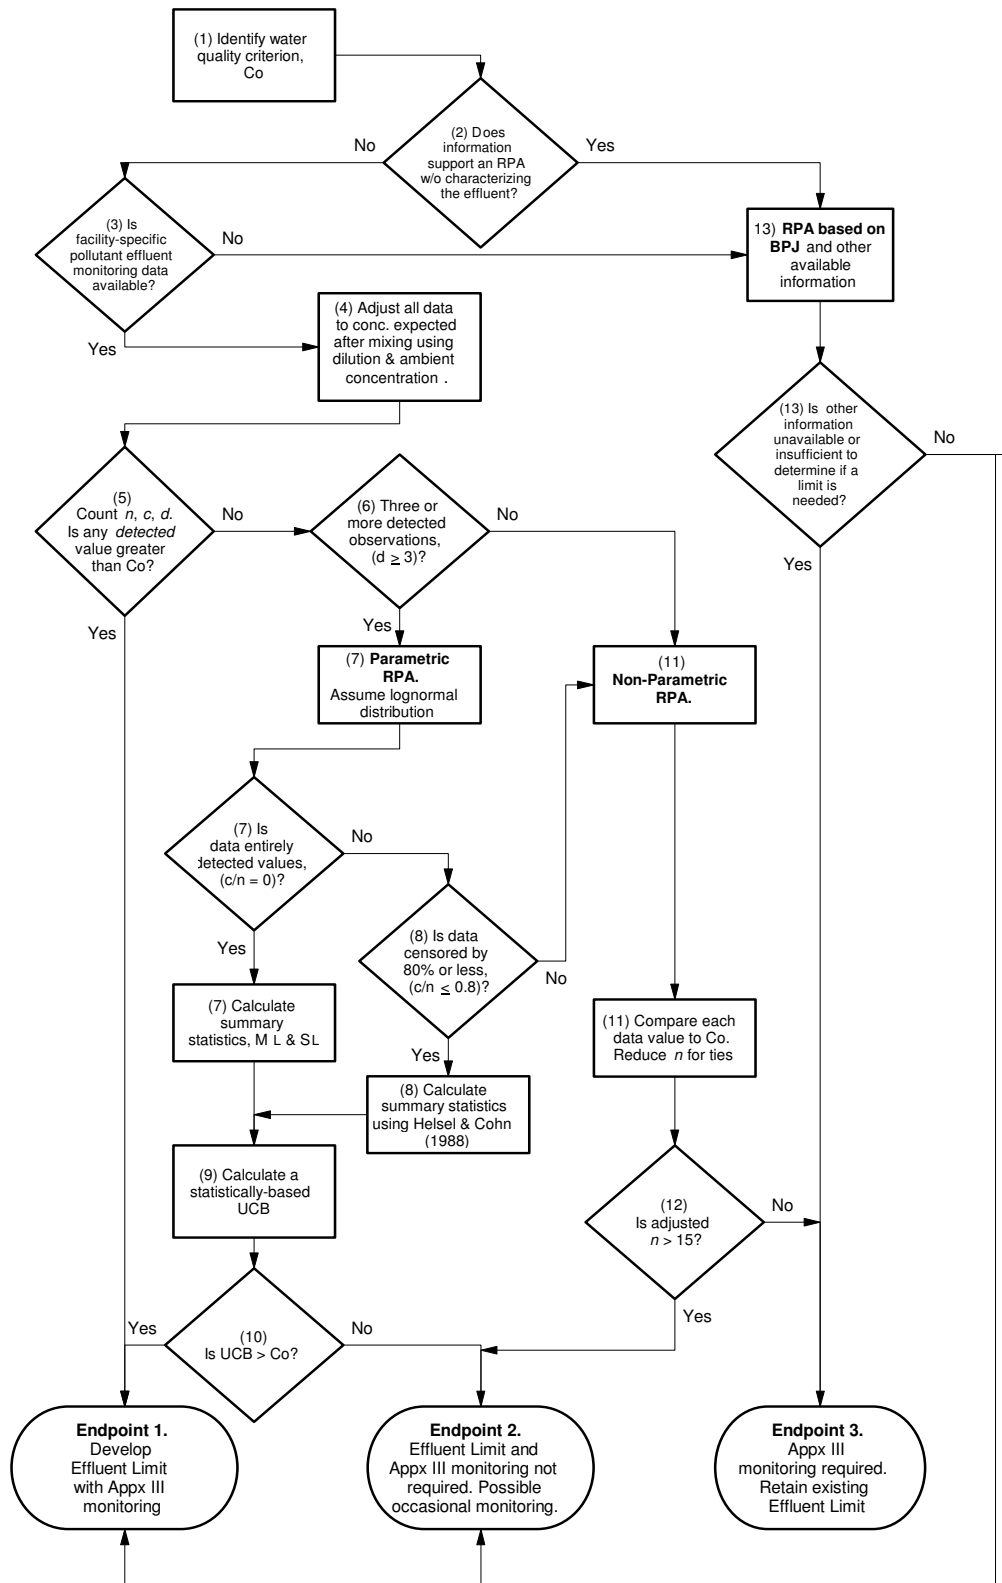 (1) Identify water
quality criterion,
Co
(2) Does
information
support an RPA
w/o characterizing
the effluent?
No
Yes
(3) Is
facility-specific
pollutant effluent
monitoring data
available?
No
Yes
13) RPA based on
BPJ and other
available
information
(4) Adjust all data
to conc. expected
after mixing using
dilution & ambient
concentration .
(13) Is other
information
unavailable or
insufficient to
determine if a
limit is
needed?
No
Yes
(5)
Count n, c, d.
Is any detected
value greater
than Co?
No
Yes
(6) Three or
more detected
observations,
(d ≥ 3)?
No
Yes
(7) Parametric
RPA.
Assume lognormal
distribution
(11)
Non-Parametric
RPA.
(7) Is
data entirely
detected values,
(c/n = 0)?
No
Yes
(8) Is data
censored by
80% or less,
(c/n ≤ 0.8)?
No
Yes
(7) Calculate
summary
statistics, M L & SL
(11) Compare each
data value to Co.
Reduce n for ties
(8) Calculate
summary statistics
using Helsel & Cohn
(1988)
(9) Calculate a
statistically-based
UCB
(12)
Is adjusted
n > 15?
No
Yes
(10)
Is UCB > Co?
Yes
No
Endpoint 1.
Develop
Effluent Limit
with Appx III
monitoring
Endpoint 2.
Effluent Limit and
Appx III monitoring not
required. Possible
occasional monitoring.
Endpoint 3.
Appx III
monitoring required.
Retain existing
Effluent Limit